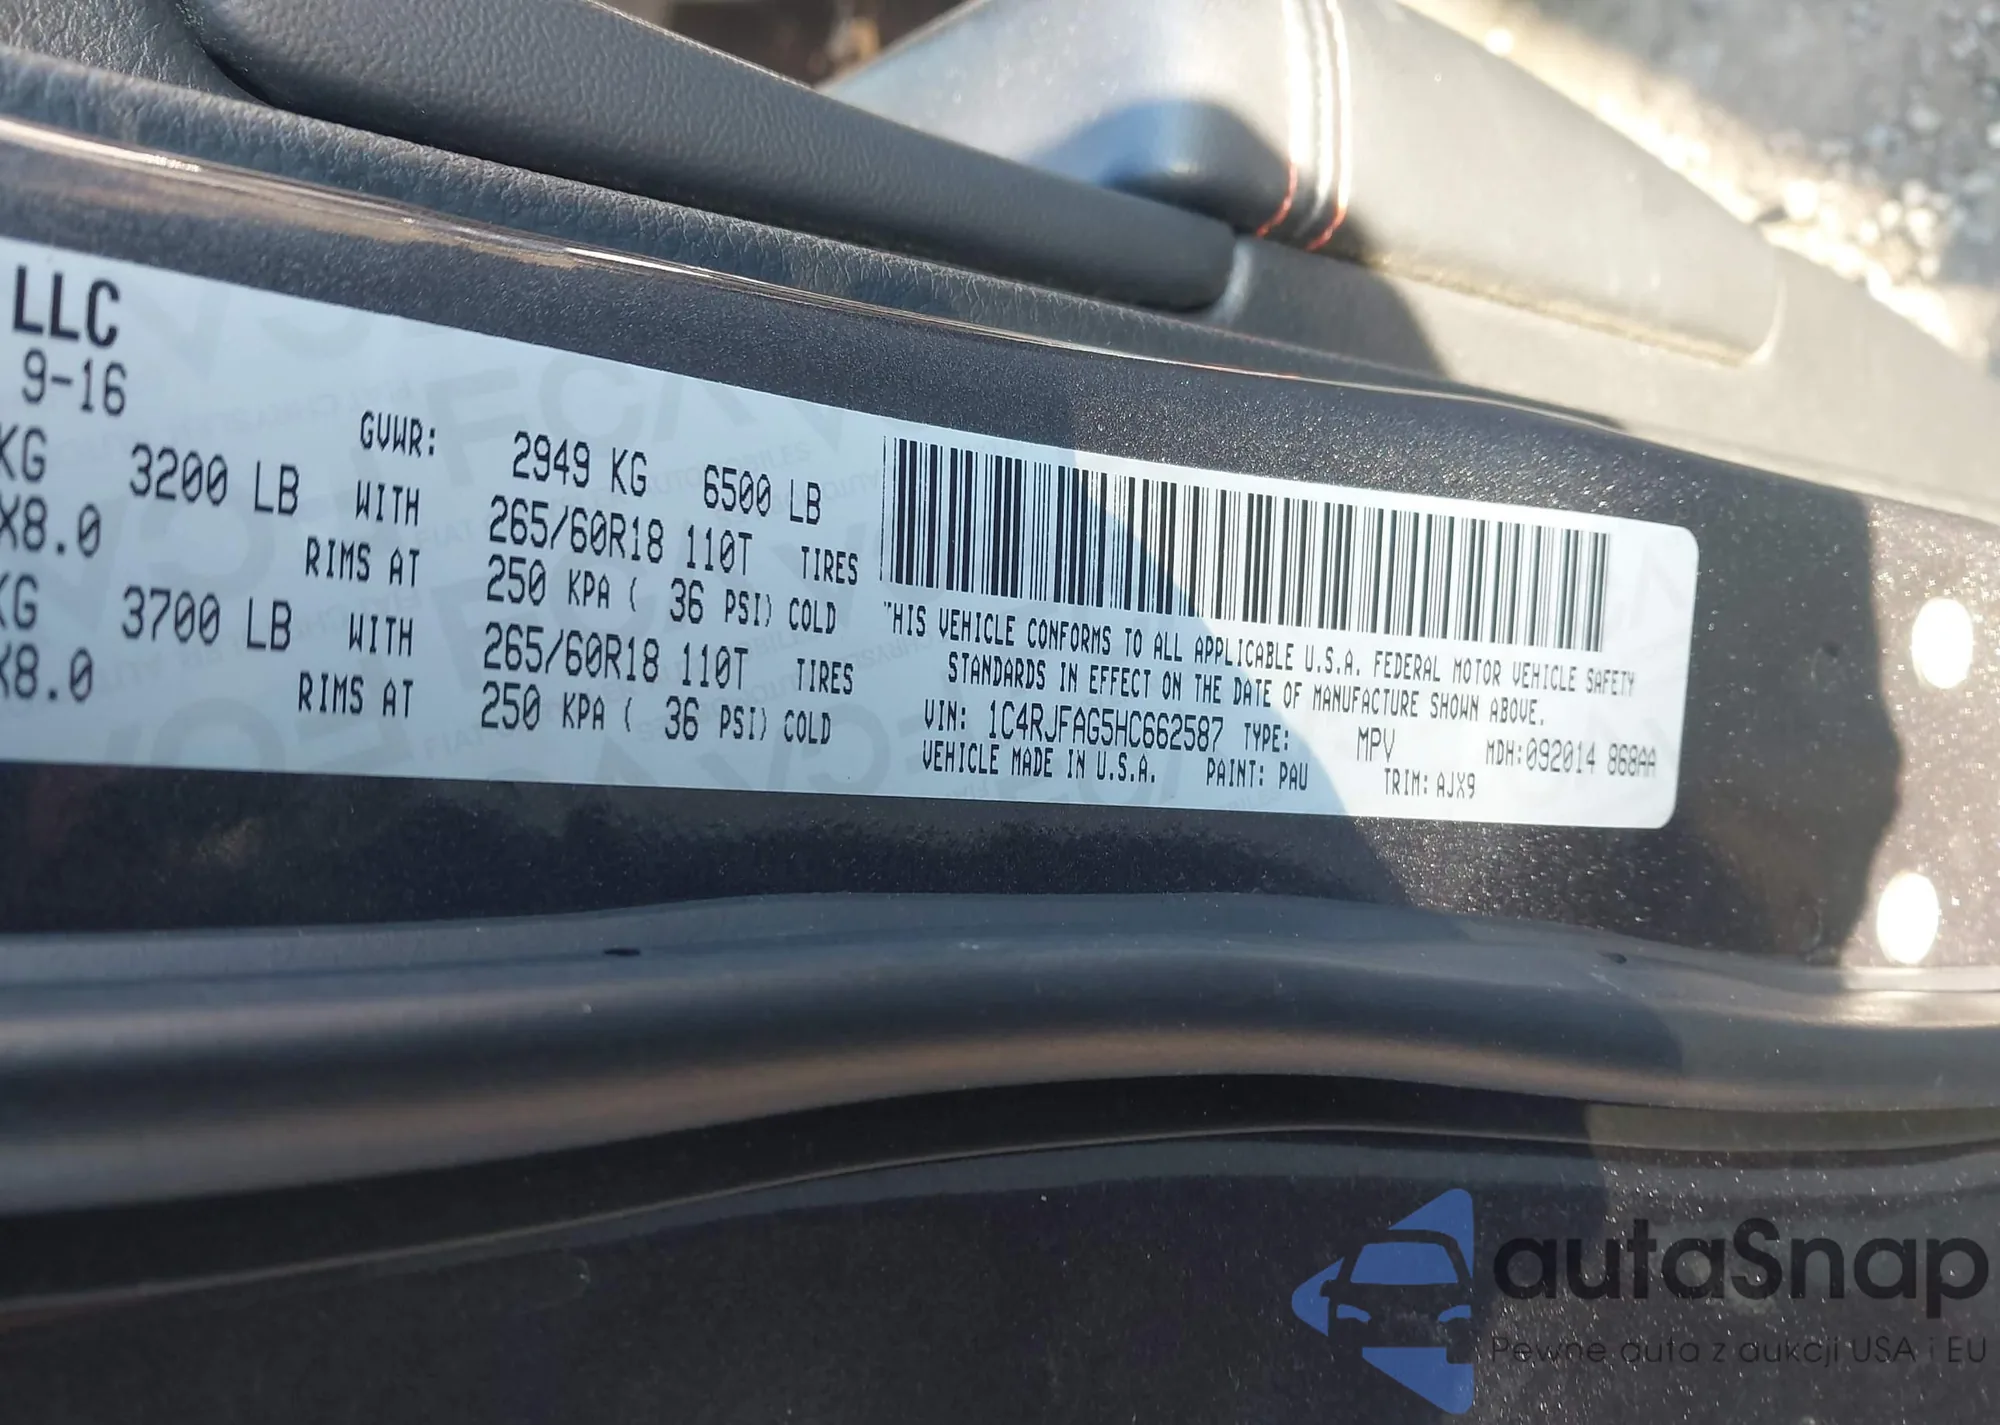 LLC
9-16
KG 3200 LB WITH 265/60R18 110T TIRES
X8.0 RIMS AT 250 KPA ( 36 PSI) COLD
KG 3700 LB WITH 265/60R18 110T TIRES
X8.0 RIMS AT 250 KPA ( 36 PSI) COLD
GVWR: 2949 KG 6500 LB
THIS VEHICLE CONFORMS TO ALL APPLICABLE U.S.A. FEDERAL MOTOR VEHICLE SAFETY
STANDARDS IN EFFECT ON THE DATE OF MANUFACTURE SHOWN ABOVE.
VIN: 1C4RJFAG5HC662587 TYPE: MPV MDH:092014 868AA
VEHICLE MADE IN U.S.A. PAINT: PAU TRIM: AJX9
autaSnap
Pewne auta z aukcji USA i EU